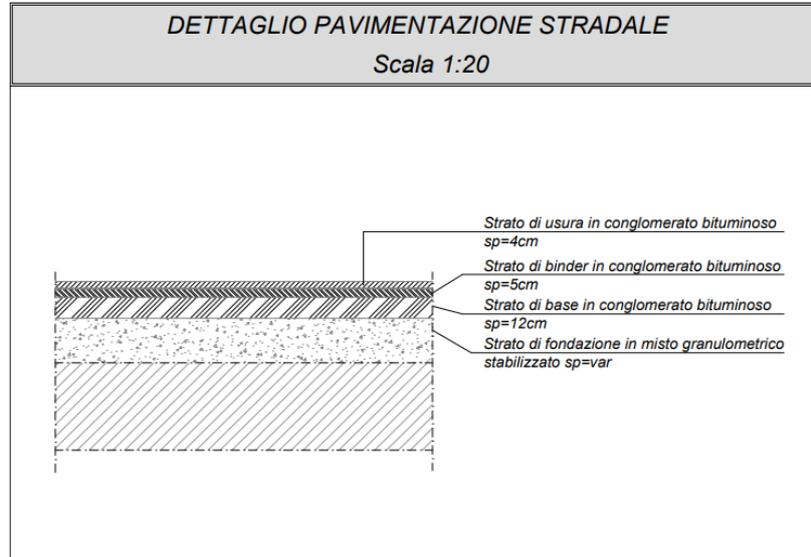 DETTAGLIO PAVIMENTAZIONE STRADALE
Scala 1:20
Strato di usura in conglomerato bituminoso
sp=4cm
Strato di binder in conglomerato bituminoso
sp=5cm
Strato di base in conglomerato bituminoso
sp=12cm
Strato di fondazione in misto granulometrico
stabilizzato sp=var